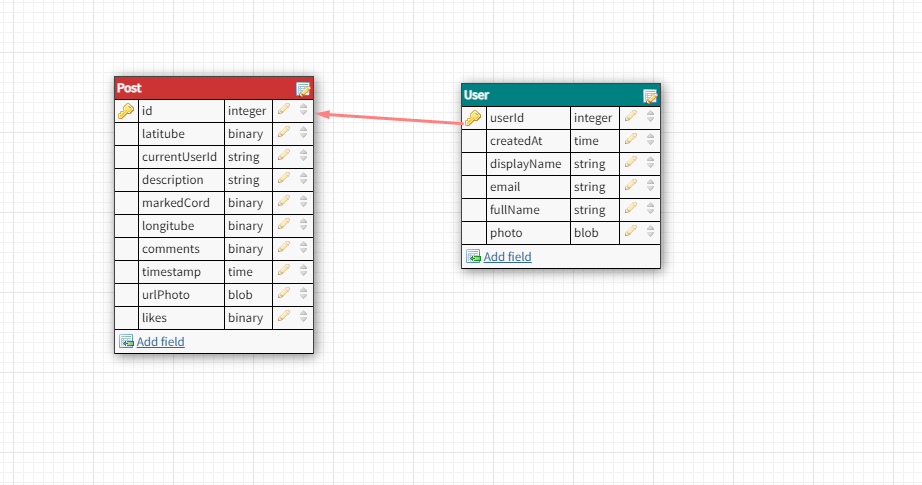 Post
id integer
latitube binary
currentUserId string
description string
markedCord binary
longitube binary
comments binary
timestamp time
urlPhoto blob
likes binary
Add field
User
userId integer
createdAt time
displayName string
email string
fullName string
photo blob
Add field